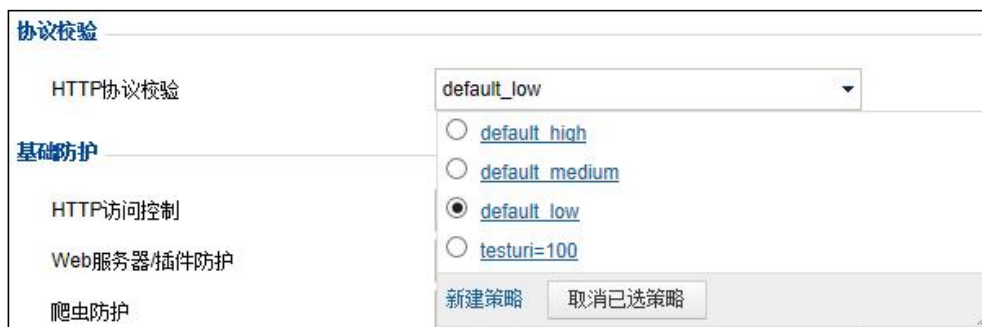 协议校验
HTTP协议校验 default_low
default_high
基础防护
default_medium
HTTP访问控制 default_low
Web服务器/插件防护 testuri=100
爬虫防护 新建策略 取消已选策略